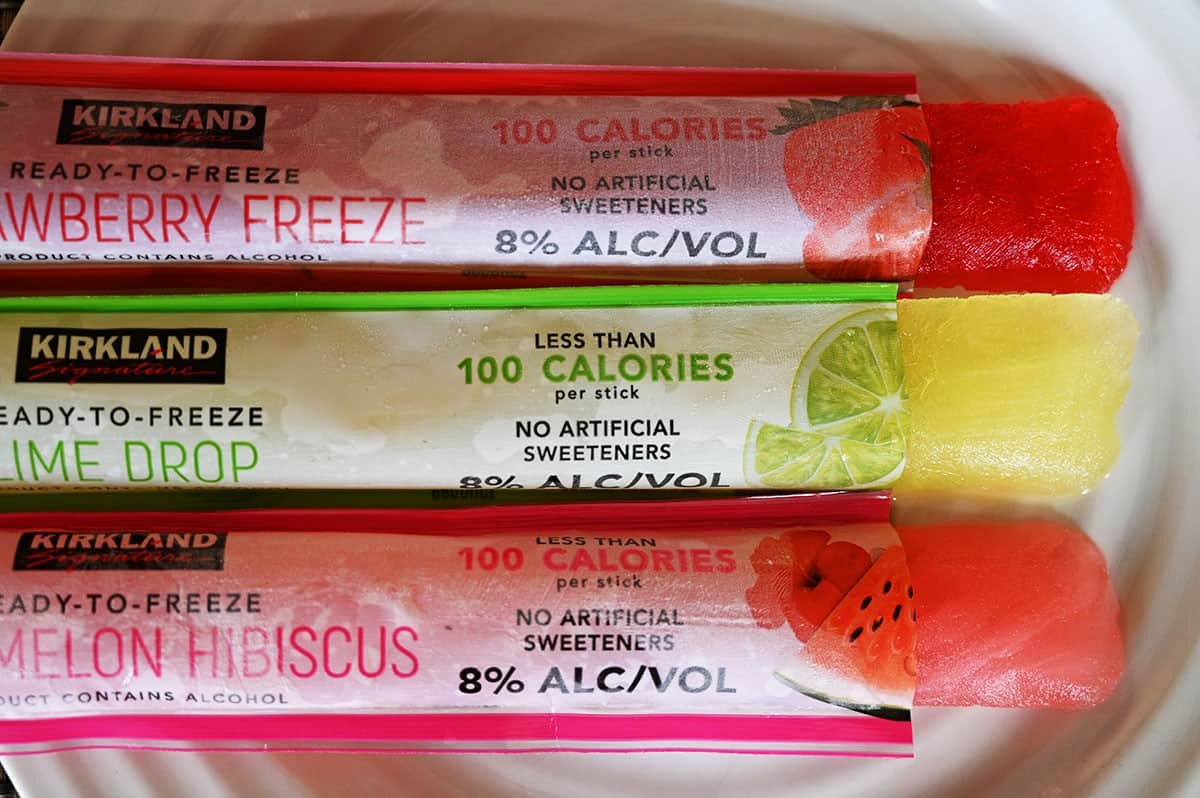 KIRKLAND
Signature
READY-TO-FREEZE
AWBERRY FREEZE
PRODUCT CONTAINS ALCOHOL
100 CALORIES
per stick
NO ARTIFICIAL
SWEETENERS
8% ALC/VOL
KIRKLAND
Signature
EADY-TO-FREEZE
LIME DROP
LESS THAN
100 CALORIES
per stick
NO ARTIFICIAL
SWEETENERS
8% ALC/VOL
KIRKLAND
Signature
EADY-TO-FREEZE
MELON HIBISCUS
DUCT CONTAINS ALCOHOL
LESS THAN
100 CALORIES
per stick
NO ARTIFICIAL
SWEETENERS
8% ALC/VOL